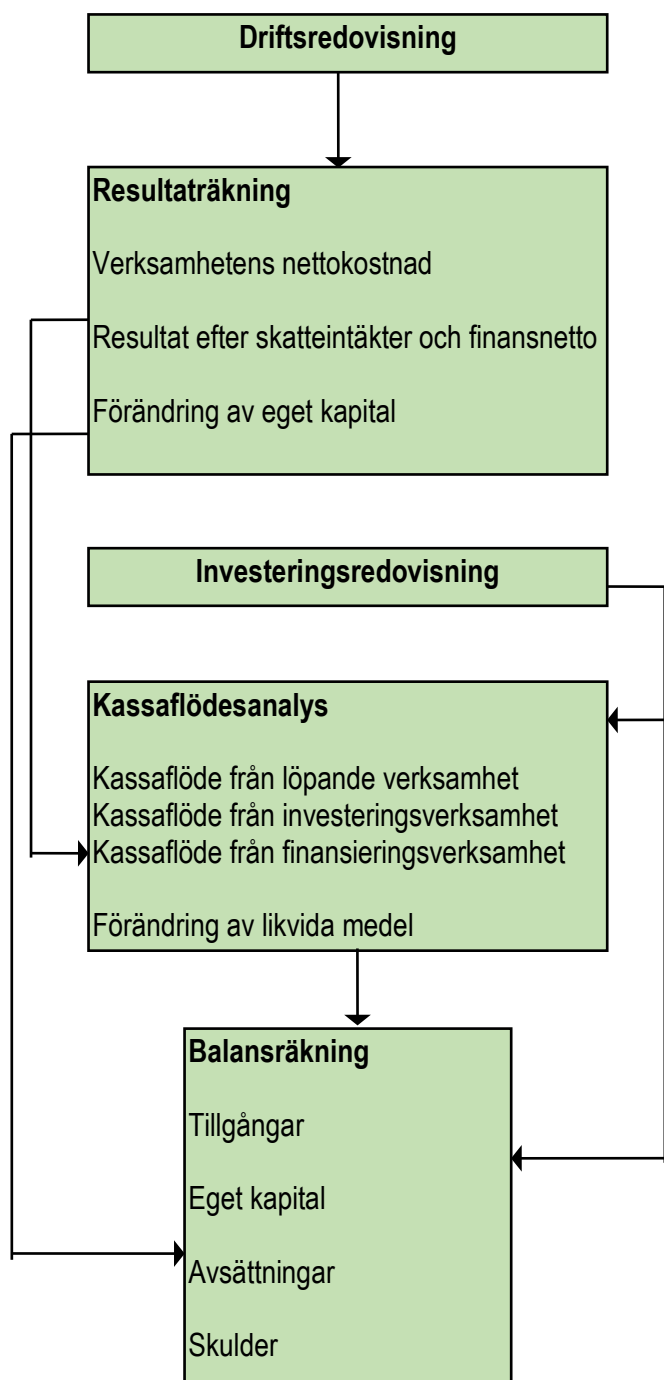 Driftsredovisning
Resultaträkning
Verksamhetens nettokostnad
Resultat efter skatteintäkter och finansnetto
Förändring av eget kapital
Investeringsredovisning
Kassaflödesanalys
Kassaflöde från löpande verksamhet
Kassaflöde från investeringsverksamhet
Kassaflöde från finansieringsverksamhet
Förändring av likvida medel
Balansräkning
Tillgångar
Eget kapital
Avsättningar
Skulder